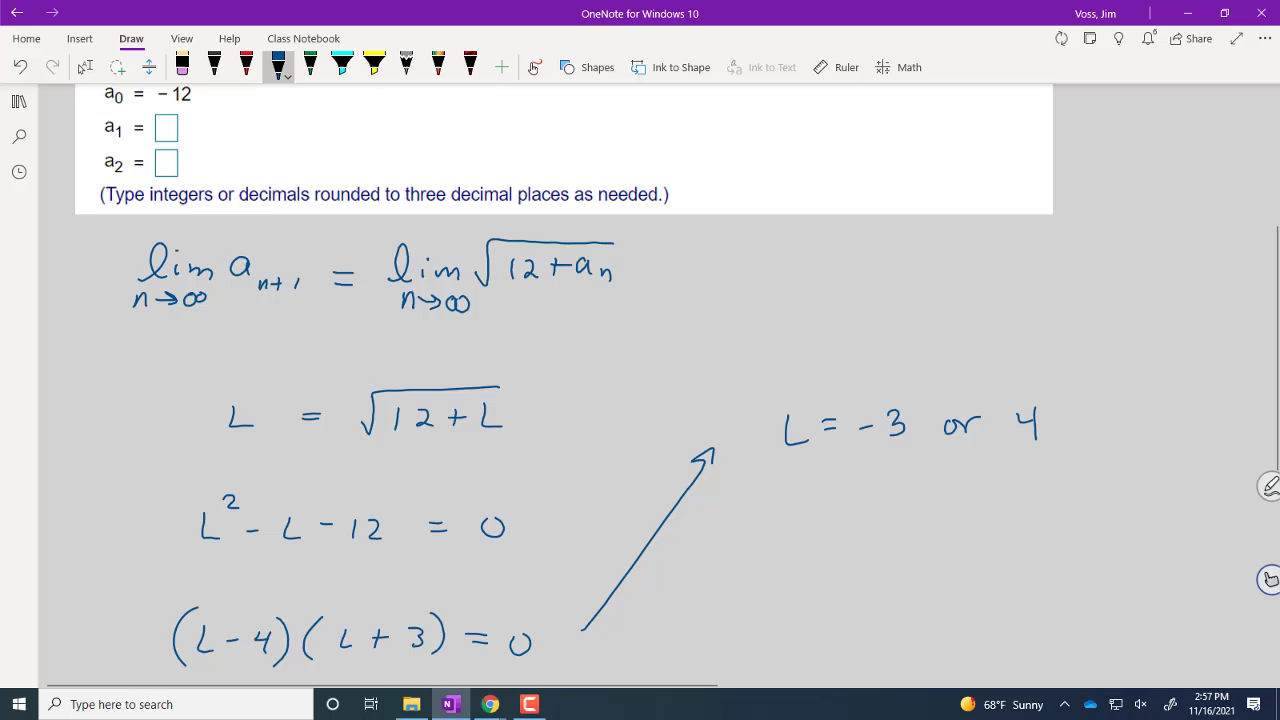 OneNote for Windows 10
Voss, Jim
Home Insert Draw View Help Class Notebook
Share
Shapes Ink to Shape Ink to Text Ruler Math
a₀ = − 12
a₁ =
a₂ =
(Type integers or decimals rounded to three decimal places as needed.)
lim n→∞ aₙ₊₁ = lim n→∞ √(12+aₙ)
L = √(12+L)
L = -3 or 4
L² - L - 12 = 0
(L-4)(L+3) = 0
Type here to search
68°F Sunny
2:57 PM
11/16/2021
6